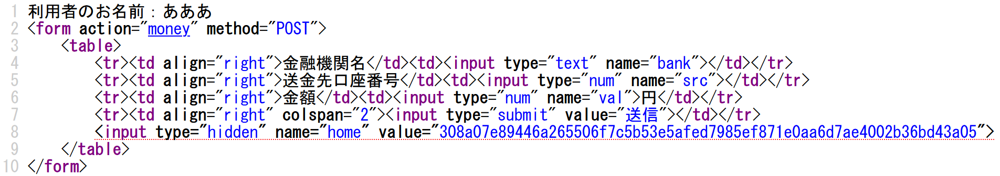 1 利用者のお名前：あああ
2 <form action="money" method="POST">
3 <table>
4 <tr><td align="right">金融機関名</td><td><input type="text" name="bank"></td></tr>
5 <tr><td align="right">送金先口座番号</td><td><input type="num" name="src"></td></tr>
6 <tr><td align="right">金額</td><td><input type="num" name="val">円</td></tr>
7 <tr><td align="right" colspan="2"><input type="submit" value="送信"></td></tr>
8 <input type="hidden" name="home" value="308a07e89446a265506f7c5b53e5afed7985ef871e0aa6d7ae4002b36bd43a05">
9 </table>
10 </form>